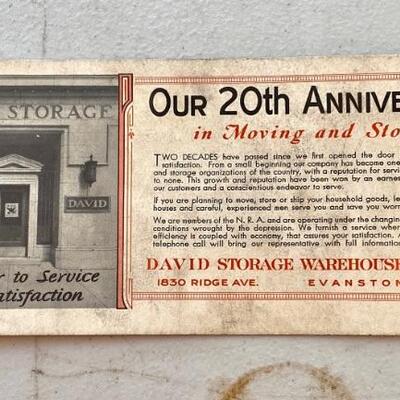 STORAGE
DAVID
r to Service
atisfaction
OUR 20TH ANNIVE
in Moving and Sto
TWO DECADES have passed since we first opened the door
satisfaction. From a small beginning our company has become one
and storage organizations of the country, with a reputation for servic
to none. This growth and reputation have been won by an earnes
our customers and a conscientious endeavor to serve.
If you are planning to move, store or ship your household goods, le
houses and careful, experienced men serve you and save you worr
We are members of the N. R. A. and are operating under the changin
conditions wrought by the depression. We furnish a service where
efficiency is coupled with economy, that assures your satisfaction. A
telephone call will bring our representative with full informatio
DAVID STORAGE WAREHOUSE
1830 RIDGE AVE. EVANSTON